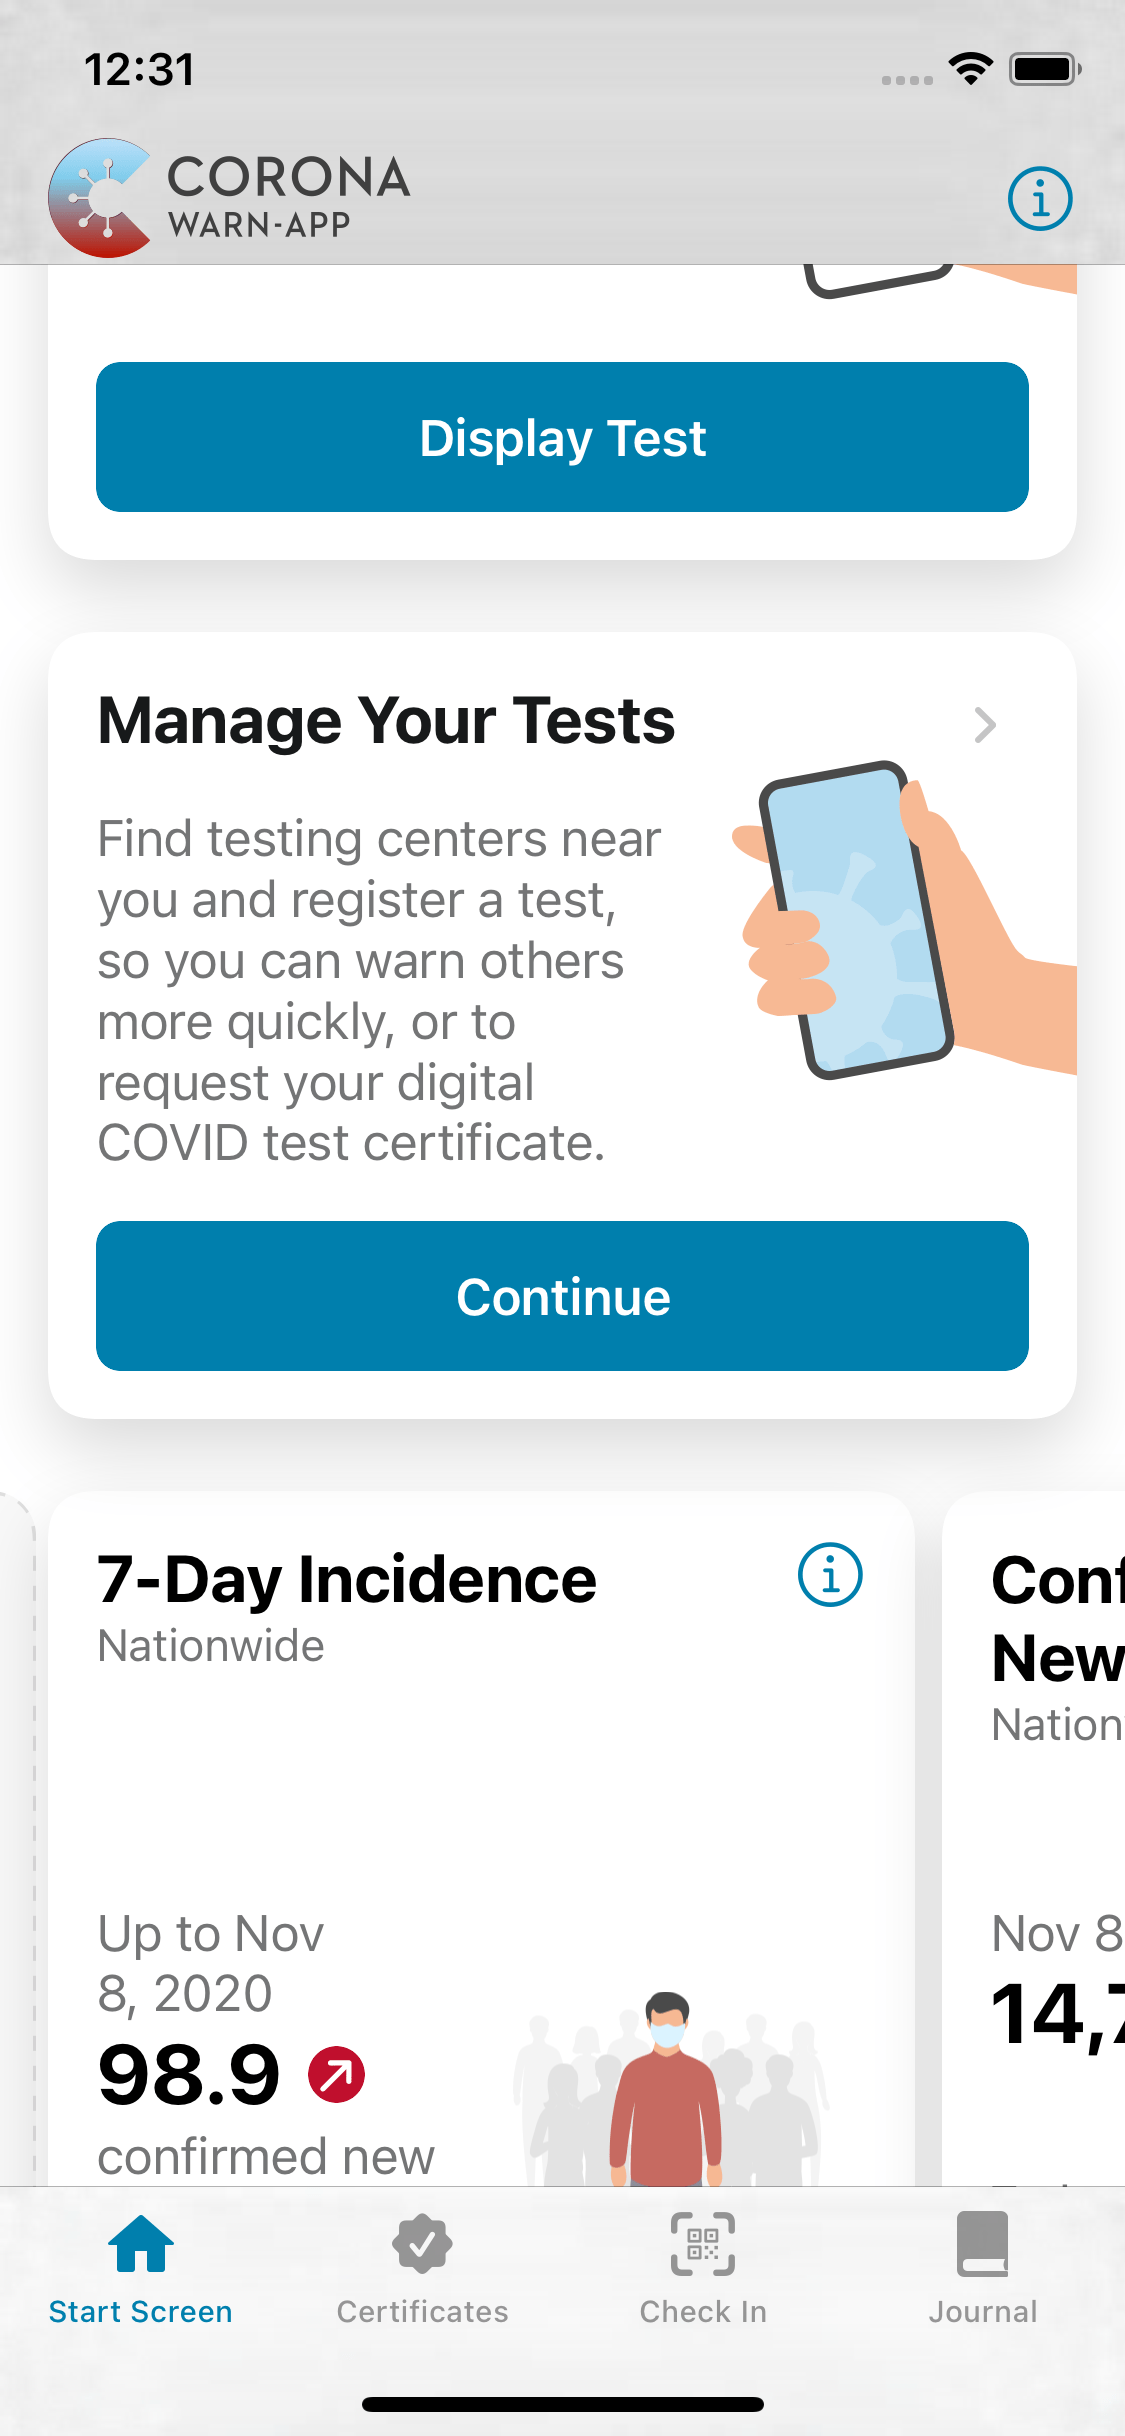 12:31
CORONA
WARN-APP
Display Test
Manage Your Tests
Find testing centers near
you and register a test,
so you can warn others
more quickly, or to
request your digital
COVID test certificate.
Continue
7-Day Incidence
Nationwide
Up to Nov
8, 2020
98.9
confirmed new
New
Nov 8
14,7
Start Screen
Certificates
Check In
Journal